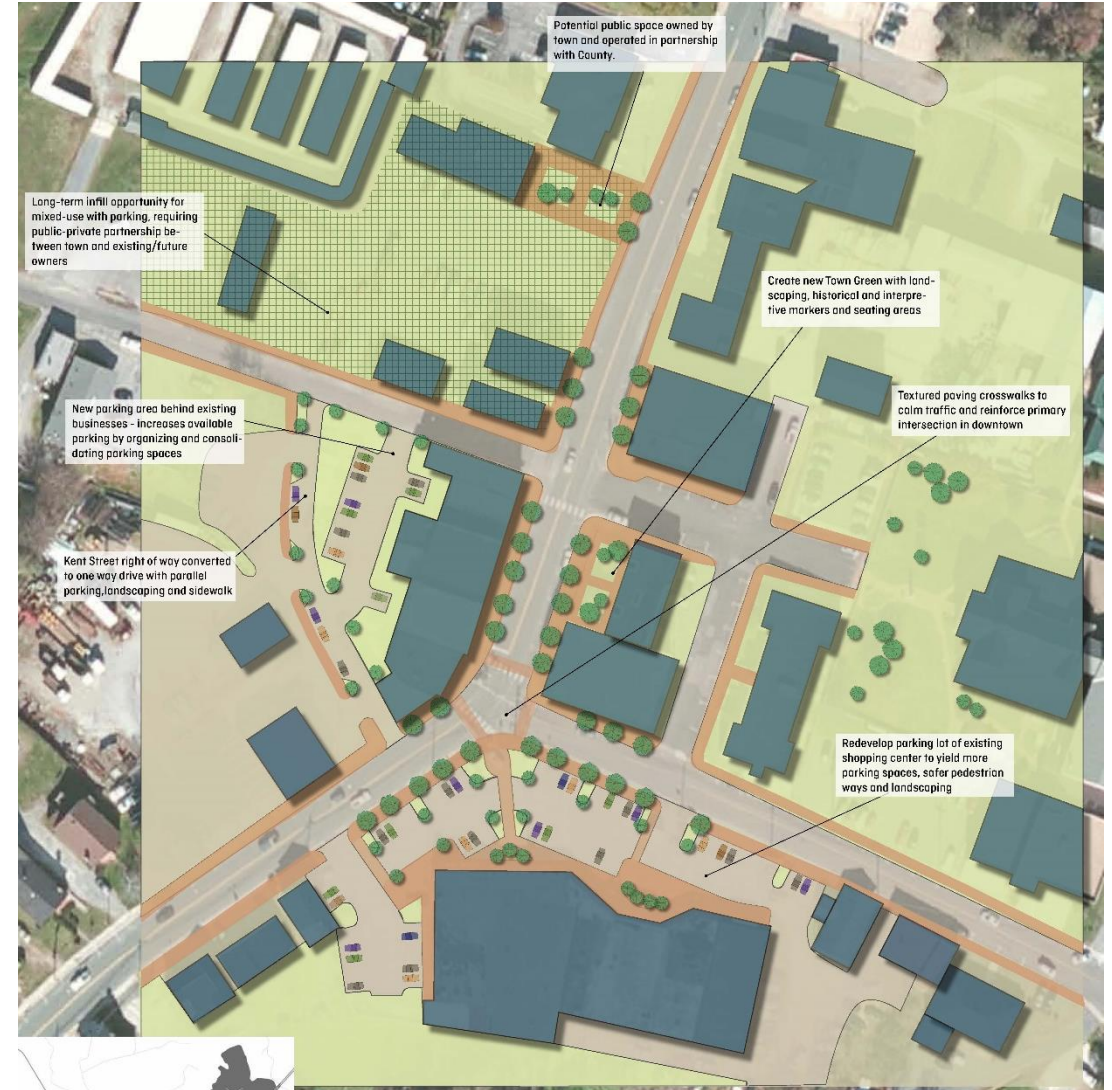 Potential public space owned by
town and operated in partnership
with County.
Long-term infill opportunity for
mixed-use with parking, requiring
public-private partnership be-
tween town and existing/future
owners
Create new Town Green with land-
scaping, historical and interpre-
tive markers and seating areas
Textured paving crosswalks to
calm traffic and reinforce primary
intersection in downtown
New parking area behind existing
businesses - increases available
parking by organizing and consoli-
dating parking spaces
Kent Street right of way converted
to one way drive with parallel
parking,landscaping and sidewalk
Redevelop parking lot of existing
shopping center to yield more
parking spaces, safer pedestrian
ways and landscaping